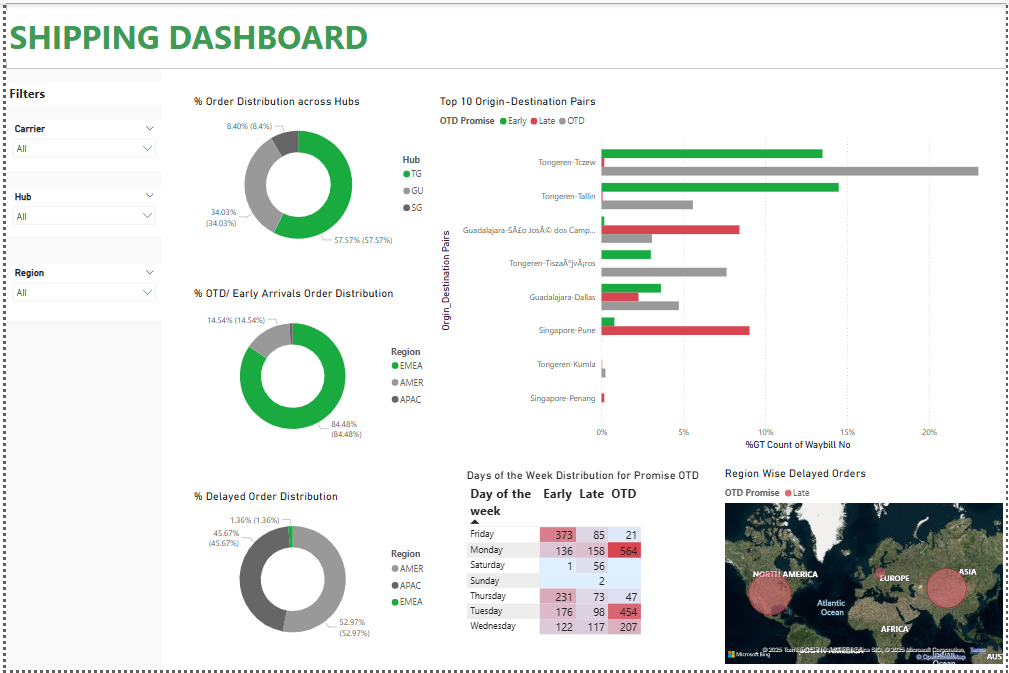 SHIPPING DASHBOARD
Filters
Carrier
All
Hub
All
Region
All
% Order Distribution across Hubs
8.40% (8.4%)
34.03%
(34.03%)
57.57% (57.57%)
Hub
TG
GU
SG
% OTD/ Early Arrivals Order Distribution
14.54% (14.54%)
84.48%
(84.48%)
Region
EMEA
AMER
APAC
% Delayed Order Distribution
1.36% (1.36%)
45.67%
(45.67%)
52.97%
(52.97%)
Region
AMER
APAC
EMEA
Top 10 Origin-Destination Pairs
OTD Promise Early Late OTD
Orgin_Destination Pairs
Tongeren-Tczew
Tongeren-Tallin
Guadalajara-SÃ£o JosÃ© dos Camp...
Tongeren-TiszaÃºjvÃ¡ros
Guadalajara-Dallas
Singapore-Pune
Tongeren-Kumla
Singapore-Penang
0% 5% 10% 15% 20%
%GT Count of Waybill No
Days of the Week Distribution for Promise OTD
Day of the Early Late OTD
week
Friday 373 85 21
Monday 136 158 564
Saturday 1 56
Sunday 2
Thursday 231 73 47
Tuesday 176 98 454
Wednesday 122 117 207
Region Wise Delayed Orders
OTD Promise Late
NORTH AMERICA
EUROPE
ASIA
Atlantic
Ocean
AFRICA
SOUTH AMERICA
Indian
Ocean
AUS
Microsoft Bing
© 2025 Microsoft Corporation, Terms
© OpenStreetMap